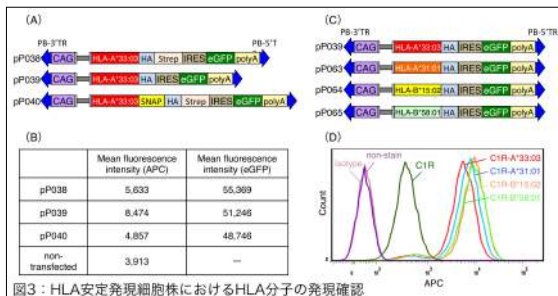 (A)
PB-3'TR
PB-5'T
pP038 CAG HLA-A*33:03 HA Strep IRES eGFP polyA
pP039 CAG HLA-A*33:03 HA IRES eGFP polyA
pP040 CAG HLA-A*33:03 SNAP HA Strep IRES eGFP polyA
(B)
Mean fluorescence intensity (APC)
Mean fluorescence intensity (eGFP)
pP038 5,633 55,369
pP039 8,474 51,246
pP040 4,857 48,746
non-transfected 3,913 ---
(C)
PB-3'TR
PB-5'TR
pP039 CAG HLA-A*33:03 HA IRES eGFP polyA
pP063 CAG HLA-A*31:01 HA IRES eGFP polyA
pP064 CAG HLA-B*15:02 HA IRES eGFP polyA
pP065 CAG HLA-B*58:01 HA IRES eGFP polyA
(D)
isotype
non-stain
C1R
C1R-A*33:03
C1R-A*31:01
C1R-B*15:02
C1R-B*58:01
Count
APC
図3：HLA安定発現細胞株におけるHLA分子の発現確認